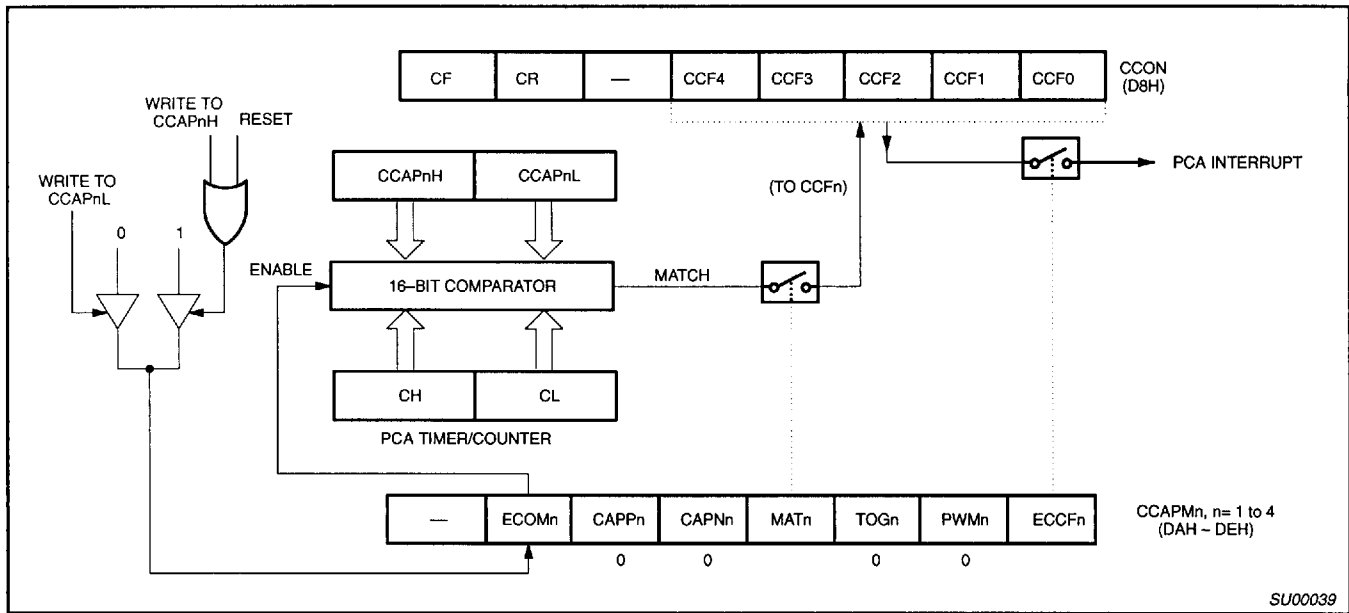 CF CR — CCF4 CCF3 CCF2 CCF1 CCF0
CCON
(D8H)
WRITE TO
CCAPnH
RESET
WRITE TO
CCAPnL
0 1
CCAPnH CCAPnL
(TO CCFn)
PCA INTERRUPT
ENABLE
16–BIT COMPARATOR
MATCH
CH CL
PCA TIMER/COUNTER
— ECOMn CAPPn CAPNn MATn TOGn PWMn ECCFn
CCAPMn, n= 1 to 4
(DAH – DEH)
0 0 0 0
SU00039